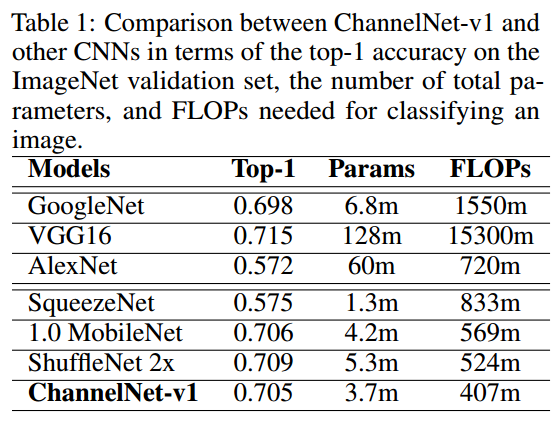 Table 1: Comparison between ChannelNet-v1 and
other CNNs in terms of the top-1 accuracy on the
ImageNet validation set, the number of total pa-
rameters, and FLOPs needed for classifying an
image.
Models Top-1 Params FLOPs
GoogleNet 0.698 6.8m 1550m
VGG16 0.715 128m 15300m
AlexNet 0.572 60m 720m
SqueezeNet 0.575 1.3m 833m
1.0 MobileNet 0.706 4.2m 569m
ShuffleNet 2x 0.709 5.3m 524m
ChannelNet-v1 0.705 3.7m 407m